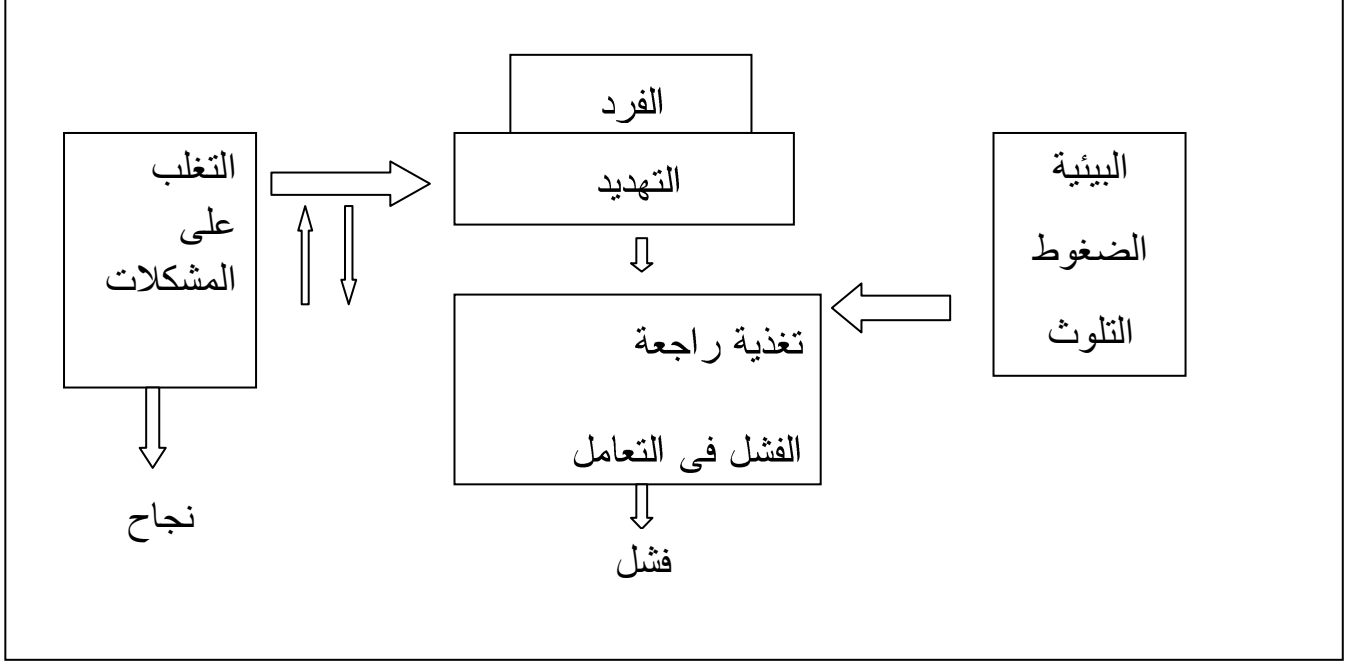 الفرد
التهديد
البيئية
الضغوط
التلوث
تغذية راجعة
الفشل فى التعامل
فشل
التغلب
على
المشكلات
نجاح